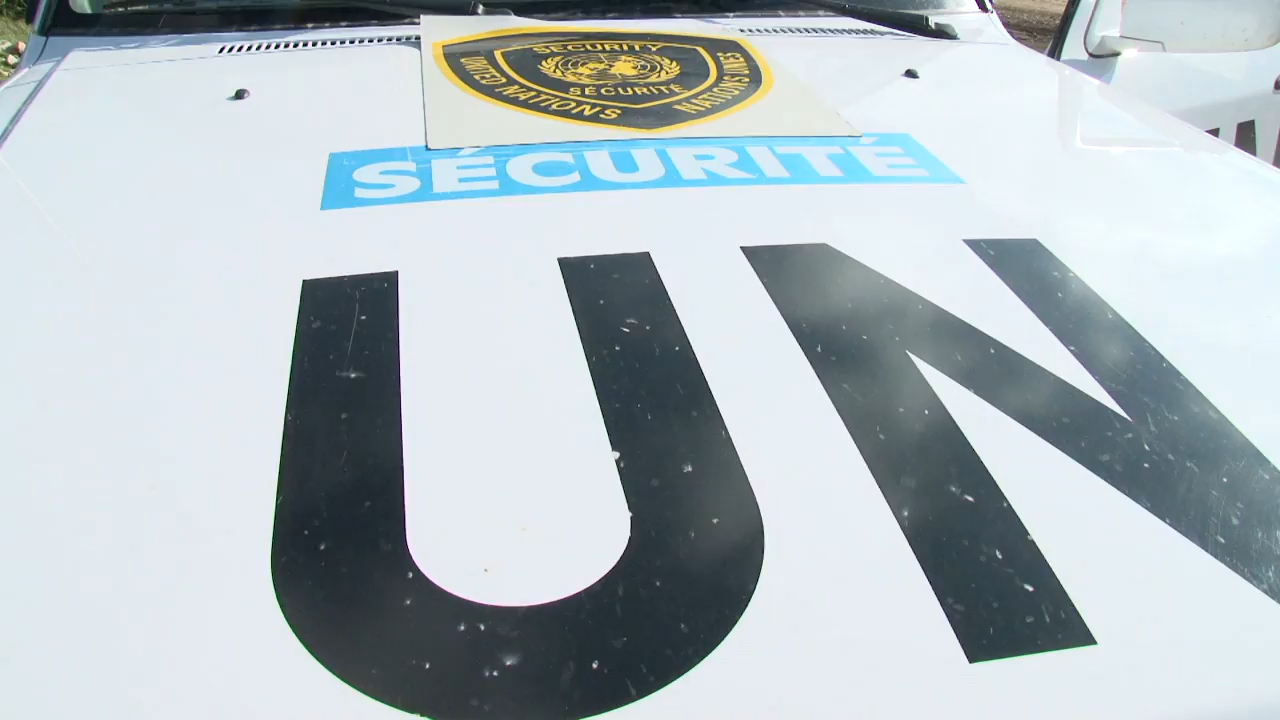 SECURITY
SÉCURITÉ
UNITED NATIONS
NATIONS UNIES
SÉCURITÉ
UN